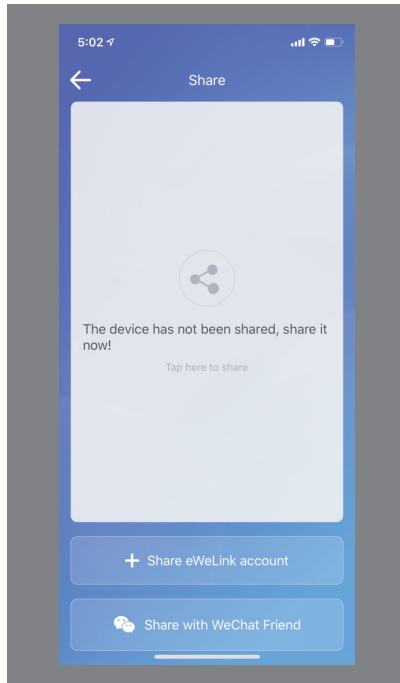 5:02
Share
The device has not been shared, share it
now!
Tap here to share
Share eWeLink account
Share with WeChat Friend